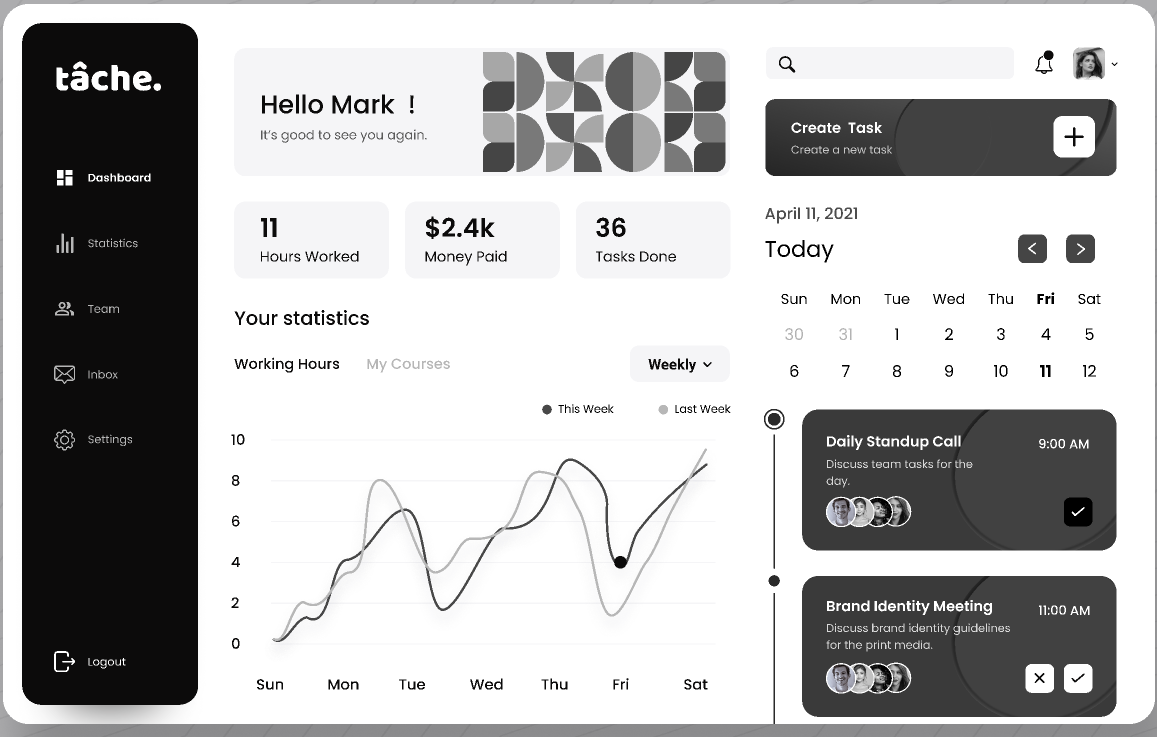 tâche.
Dashboard
Statistics
Team
Inbox
Settings
Logout
Hello Mark !
It's good to see you again.
11
Hours Worked
$2.4k
Money Paid
36
Tasks Done
Your statistics
Working Hours My Courses
Weekly
This Week Last Week
10
8
6
4
2
0
Sun Mon Tue Wed Thu Fri Sat
Create Task
Create a new task
April 11, 2021
Today
Sun Mon Tue Wed Thu Fri Sat
30 31 1 2 3 4 5
6 7 8 9 10 11 12
Daily Standup Call
9:00 AM
Discuss team tasks for the
day.
Brand Identity Meeting
11:00 AM
Discuss brand identity guidelines
for the print media.